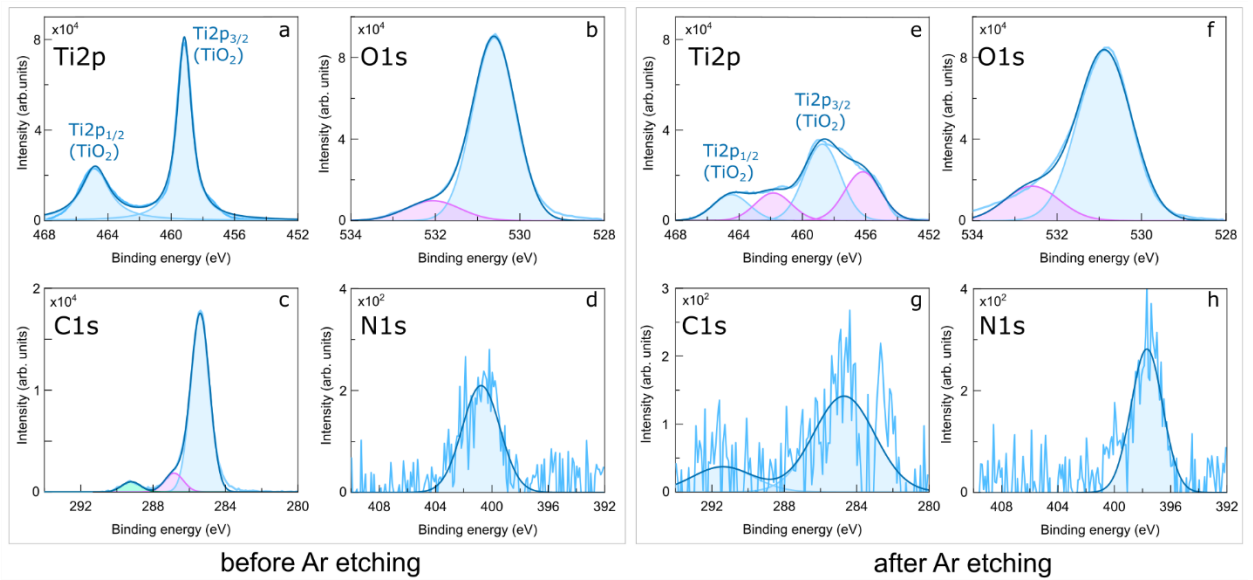 x10⁴
a
Ti2p
Ti2p3/2
(TiO₂)
Ti2p1/2
(TiO₂)
8
4
0
468 464 460 456 452
Intensity (arb.units)
Binding energy (eV)
x10⁴
b
O1s
8
4
0
534 532 530 528
Intensity (arb. units)
Binding energy (eV)
x10⁴
e
Ti2p
Ti2p3/2
(TiO₂)
Ti2p1/2
(TiO₂)
8
4
0
468 464 460 456 452
Intensity (arb.units)
Binding energy (eV)
x10⁴
f
O1s
8
4
0
534 532 530 528
Intensity (arb. units)
Binding energy (eV)
2
x10⁴
c
C1s
1
0
292 288 284 280
Intensity (arb. units)
Binding energy (eV)
4
x10²
d
N1s
2
0
408 404 400 396 392
Intensity (arb. units)
Binding energy (eV)
3
x10²
g
C1s
2
1
0
292 288 284 280
Intensity (arb. units)
Binding energy (eV)
4
x10²
h
N1s
2
0
408 404 400 396 392
Intensity (arb. units)
Binding energy (eV)
before Ar etching
after Ar etching